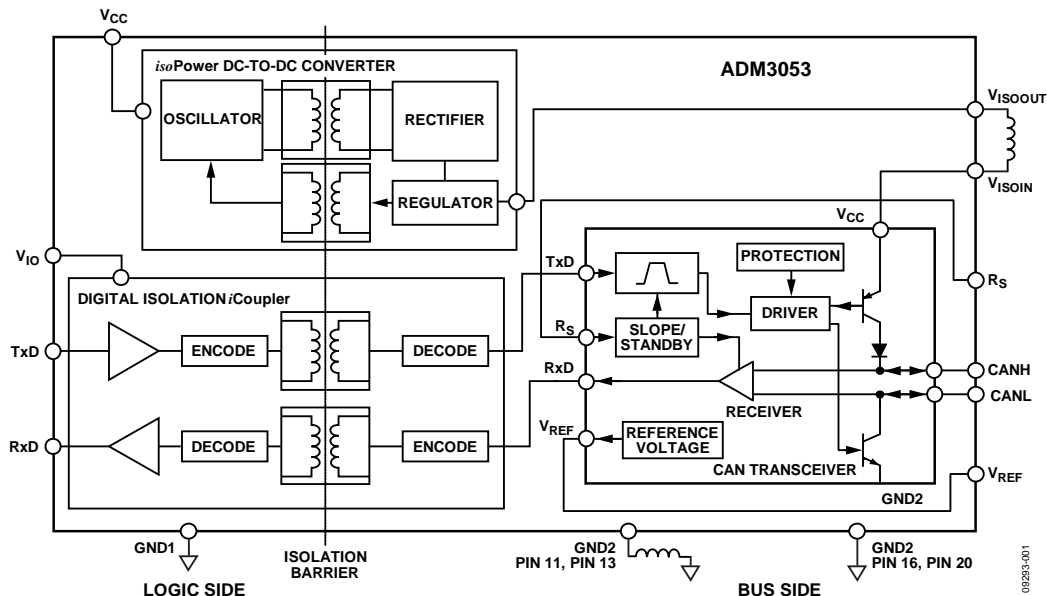 VCC
isoPower DC-TO-DC CONVERTER
ADM3053
OSCILLATOR
RECTIFIER
REGULATOR
VISOOUT
VISOIN
VCC
VIO
DIGITAL ISOLATION iCoupler
TxD
ENCODE
DECODE
RxD
DECODE
ENCODE
TxD
RS
RxD
VREF
PROTECTION
DRIVER
SLOPE/
STANDBY
RECEIVER
REFERENCE
VOLTAGE
CAN TRANSCEIVER
GND2
RS
CANH
CANL
VREF
GND1
ISOLATION
BARRIER
GND2
PIN 11, PIN 13
GND2
PIN 16, PIN 20
LOGIC SIDE
BUS SIDE
09293-001